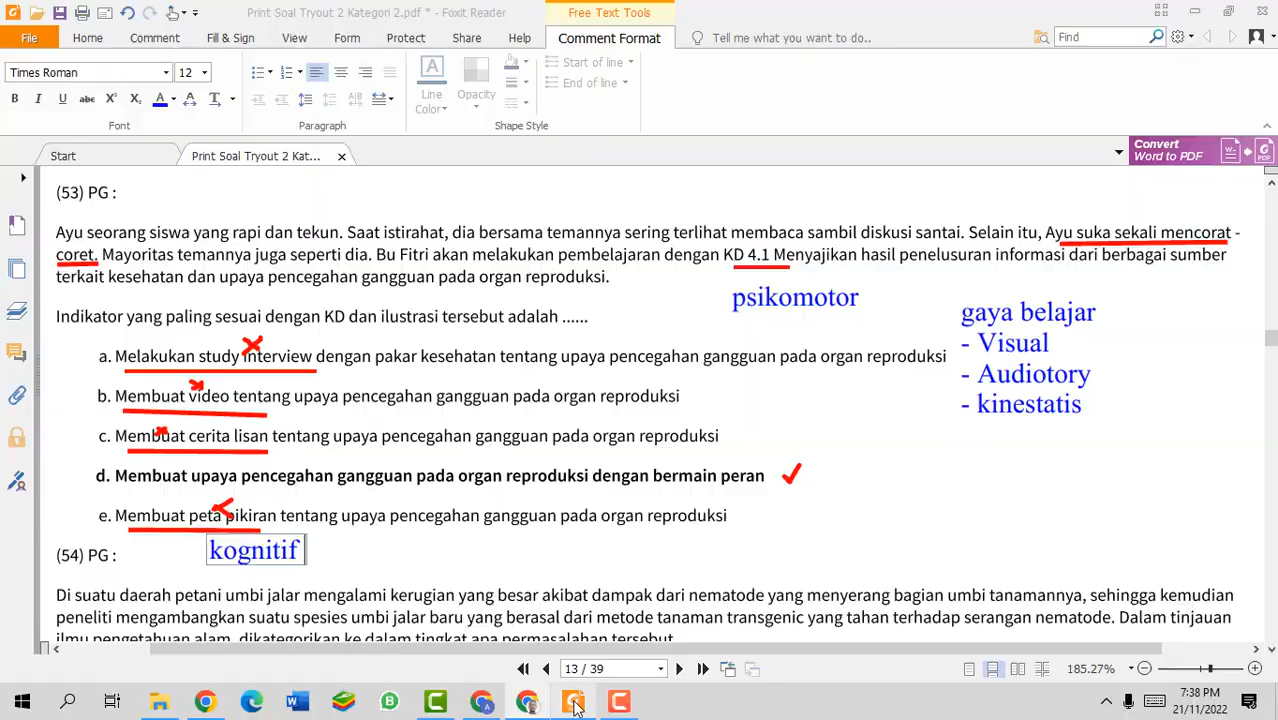 Print Soal Tryout 2 Kategori 2.pdf * - Foxit Reader
Free Text Tools
File
Home
Comment
Fill & Sign
View
Form
Protect
Share
Help
Comment Format
Tell me what you want to do..
Find
Times Roman
12
Line Color
Opacity
Start of line
End of line
Font
Paragraph
Shape Style
Start
Print Soal Tryout 2 Kat...
Convert
Word to PDF
(53) PG :
Ayu seorang siswa yang rapi dan tekun. Saat istirahat, dia bersama temannya sering terlihat membaca sambil diskusi santai. Selain itu, Ayu suka sekali mencorat -
coret. Mayoritas temannya juga seperti dia. Bu Fitri akan melakukan pembelajaran dengan KD 4.1 Menyajikan hasil penelusuran informasi dari berbagai sumber
terkait kesehatan dan upaya pencegahan gangguan pada organ reproduksi.
psikomotor
Indikator yang paling sesuai dengan KD dan ilustrasi tersebut adalah ......
gaya belajar
- Visual
- Audiotory
- kinestatis
a. Melakukan study interview dengan pakar kesehatan tentang upaya pencegahan gangguan pada organ reproduksi
b. Membuat video tentang upaya pencegahan gangguan pada organ reproduksi
c. Membuat cerita lisan tentang upaya pencegahan gangguan pada organ reproduksi
d. Membuat upaya pencegahan gangguan pada organ reproduksi dengan bermain peran
e. Membuat peta pikiran tentang upaya pencegahan gangguan pada organ reproduksi
kognitif
(54) PG :
Di suatu daerah petani umbi jalar mengalami kerugian yang besar akibat dampak dari nematode yang menyerang bagian umbi tanamannya, sehingga kemudian
peneliti mengambangkan suatu spesies umbi jalar baru yang berasal dari metode tanaman transgenic yang tahan terhadap serangan nematode. Dalam tinjauan
ilmu pengetahuan alam, dikategorikan ke dalam tingkat apa permasalahan tersebut
13 / 39
185.27%
7:38 PM
21/11/2022